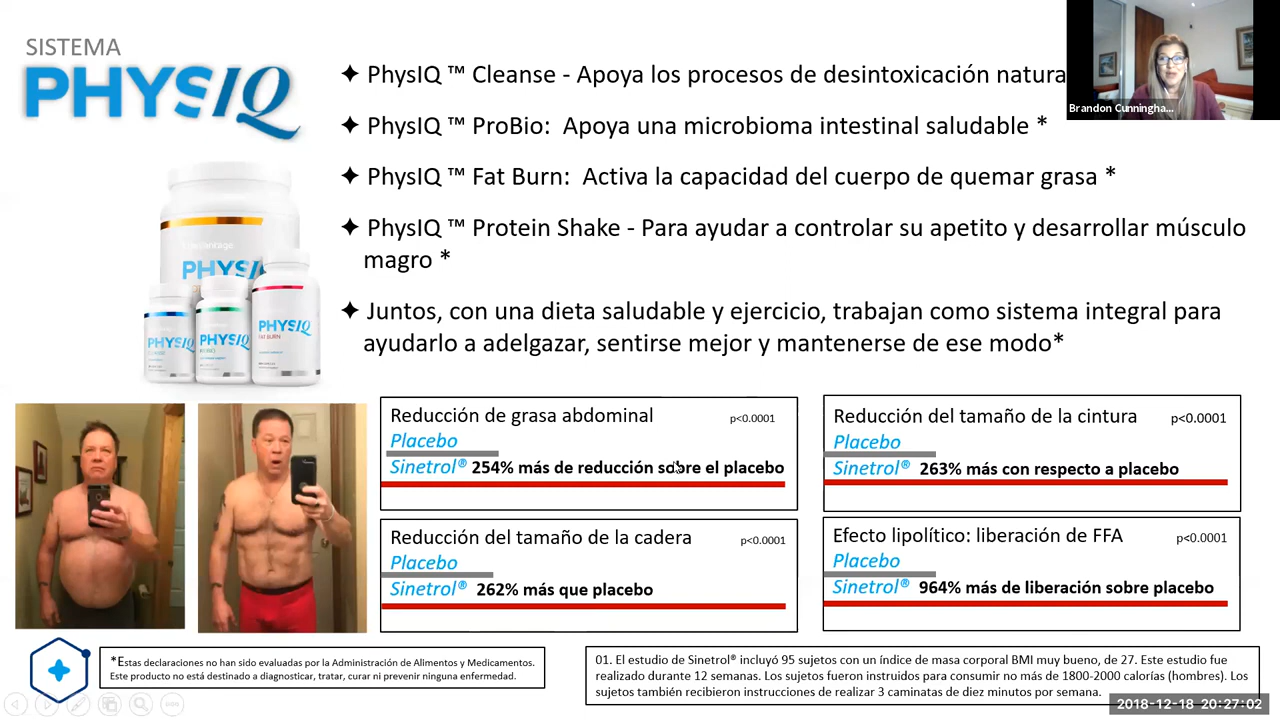 SISTEMA
PHYSIQ
✦ PhysIQ ™ Cleanse - Apoya los procesos de desintoxicación natura
✦ PhysIQ ™ ProBio: Apoya una microbioma intestinal saludable *
✦ PhysIQ ™ Fat Burn: Activa la capacidad del cuerpo de quemar grasa *
✦ PhysIQ ™ Protein Shake - Para ayudar a controlar su apetito y desarrollar músculo
magro *
✦ Juntos, con una dieta saludable y ejercicio, trabajan como sistema integral para
ayudarlo a adelgazar, sentirse mejor y mantenerse de ese modo*
Brandon Cunningha...
PHYSIQ
PHYSIQ
PHYSIQ
PHYSIQ
FAT BURN
Reducción de grasa abdominal p<0.0001
Placebo
Sinetrol® 254% más de reducción sobre el placebo
Reducción del tamaño de la cintura p<0.0001
Placebo
Sinetrol® 263% más con respecto a placebo
Reducción del tamaño de la cadera p<0.0001
Placebo
Sinetrol® 262% más que placebo
Efecto lipolítico: liberación de FFA p<0.0001
Placebo
Sinetrol® 964% más de liberación sobre placebo
*Estas declaraciones no han sido evaluadas por la Administración de Alimentos y Medicamentos.
Este producto no está destinado a diagnosticar, tratar, curar ni prevenir ninguna enfermedad.
01. El estudio de Sinetrol® incluyó 95 sujetos con un índice de masa corporal BMI muy bueno, de 27. Este estudio fue
realizado durante 12 semanas. Los sujetos fueron instruidos para consumir no más de 1800-2000 calorías (hombres). Los
sujetos también recibieron instrucciones de realizar 3 caminatas de diez minutos por semana.
2018-12-18 20:27:02